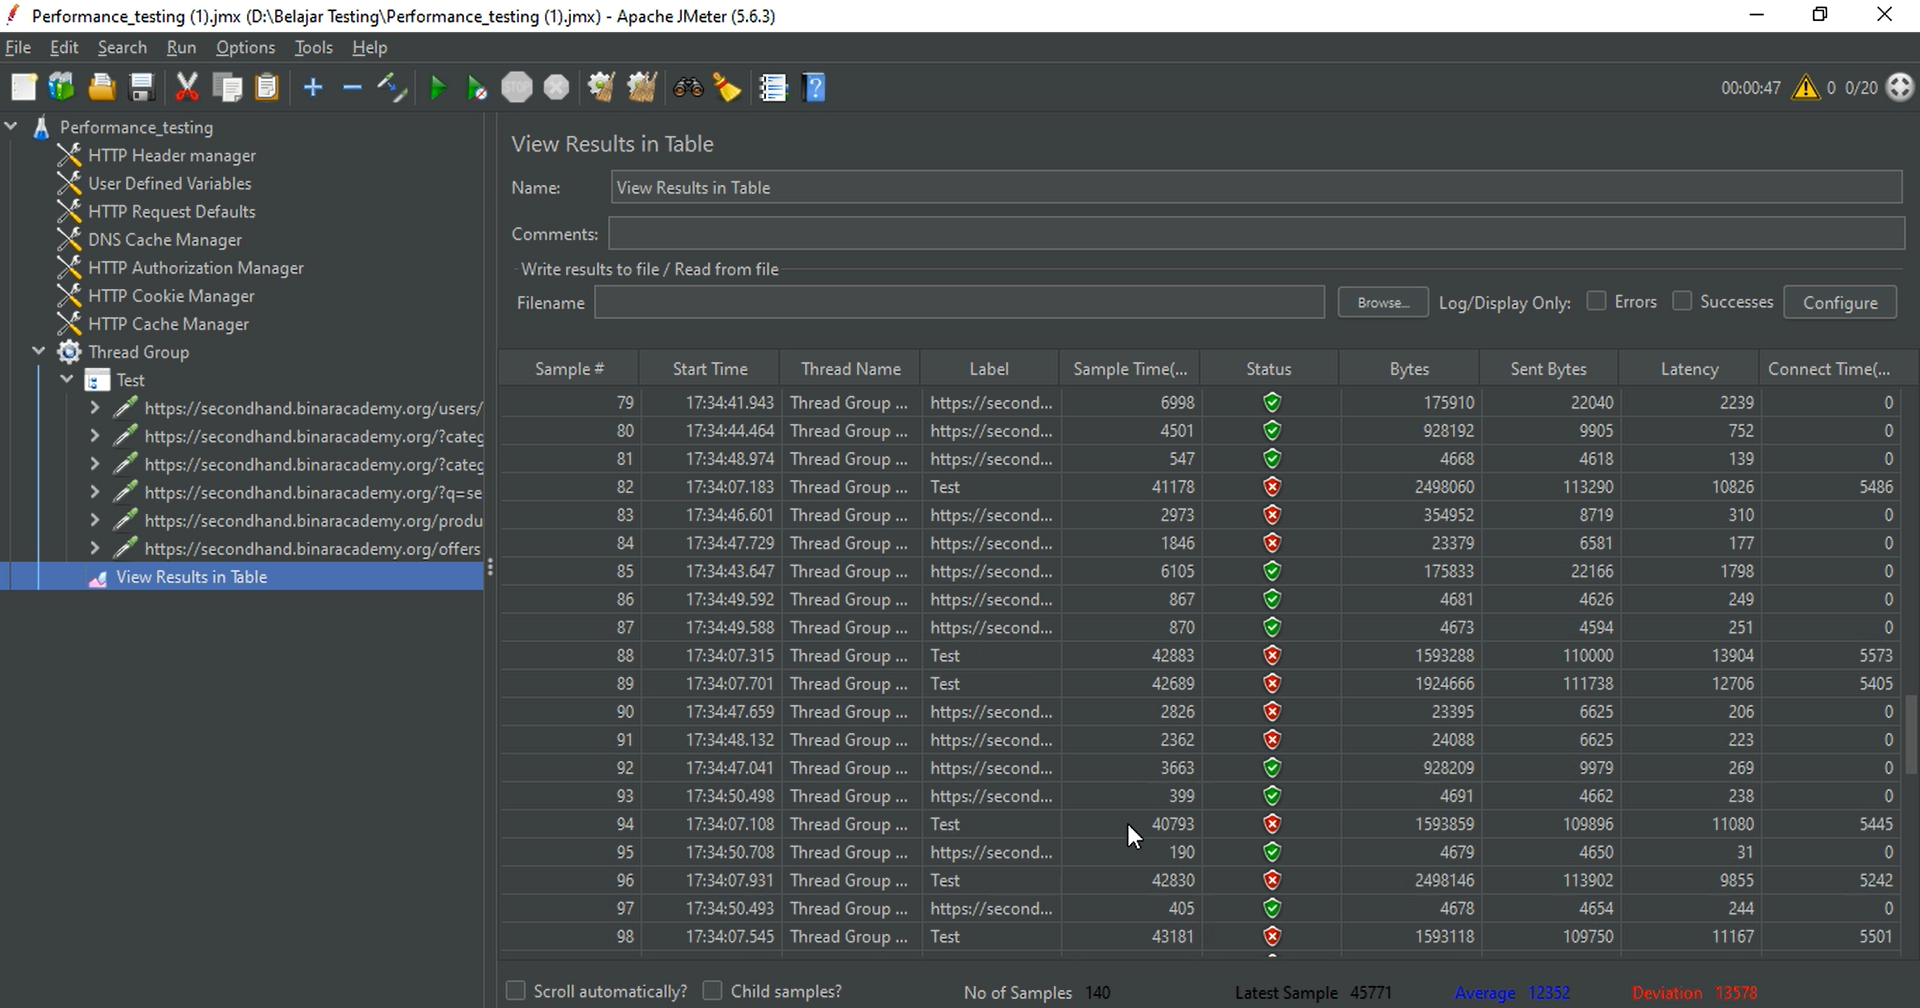 Performance_testing (1).jmx (D:\Belajar Testing\Performance_testing (1).jmx) - Apache JMeter (5.6.3)
File Edit Search Run Options Tools Help
STOP 00:00:47 0 0/20
Performance_testing
HTTP Header manager
User Defined Variables
HTTP Request Defaults
DNS Cache Manager
HTTP Authorization Manager
HTTP Cookie Manager
HTTP Cache Manager
Thread Group
Test
https://secondhand.binaracademy.org/users/
https://secondhand.binaracademy.org/?categ
https://secondhand.binaracademy.org/?categ
https://secondhand.binaracademy.org/?q=se
https://secondhand.binaracademy.org/produ
https://secondhand.binaracademy.org/offers
View Results in Table
View Results in Table
Name: View Results in Table
Comments:
Write results to file / Read from file
Filename Browse... Log/Display Only: Errors Successes Configure
Sample # Start Time Thread Name Label Sample Time(... Status Bytes Sent Bytes Latency Connect Time(...
79 17:34:41.943 Thread Group ... https://second... 6998 175910 22040 2239 0
80 17:34:44.464 Thread Group ... https://second... 4501 928192 9905 752 0
81 17:34:48.974 Thread Group ... https://second... 547 4668 4618 139 0
82 17:34:07.183 Thread Group ... Test 41178 2498060 113290 10826 5486
83 17:34:46.601 Thread Group ... https://second... 2973 354952 8719 310 0
84 17:34:47.729 Thread Group ... https://second... 1846 23379 6581 177 0
85 17:34:43.647 Thread Group ... https://second... 6105 175833 22166 1798 0
86 17:34:49.592 Thread Group ... https://second... 867 4681 4626 249 0
87 17:34:49.588 Thread Group ... https://second... 870 4673 4594 251 0
88 17:34:07.315 Thread Group ... Test 42883 1593288 110000 13904 5573
89 17:34:07.701 Thread Group ... Test 42689 1924666 111738 12706 5405
90 17:34:47.659 Thread Group ... https://second... 2826 23395 6625 206 0
91 17:34:48.132 Thread Group ... https://second... 2362 24088 6625 223 0
92 17:34:47.041 Thread Group ... https://second... 3663 928209 9979 269 0
93 17:34:50.498 Thread Group ... https://second... 399 4691 4662 238 0
94 17:34:07.108 Thread Group ... Test 40793 1593859 109896 11080 5445
95 17:34:50.708 Thread Group ... https://second... 190 4679 4650 31 0
96 17:34:07.931 Thread Group ... Test 42830 2498146 113902 9855 5242
97 17:34:50.493 Thread Group ... https://second... 405 4678 4654 244 0
98 17:34:07.545 Thread Group ... Test 43181 1593118 109750 11167 5501
Scroll automatically? Child samples? No of Samples 140 Latest Sample 45771 Average 12352 Deviation 13578